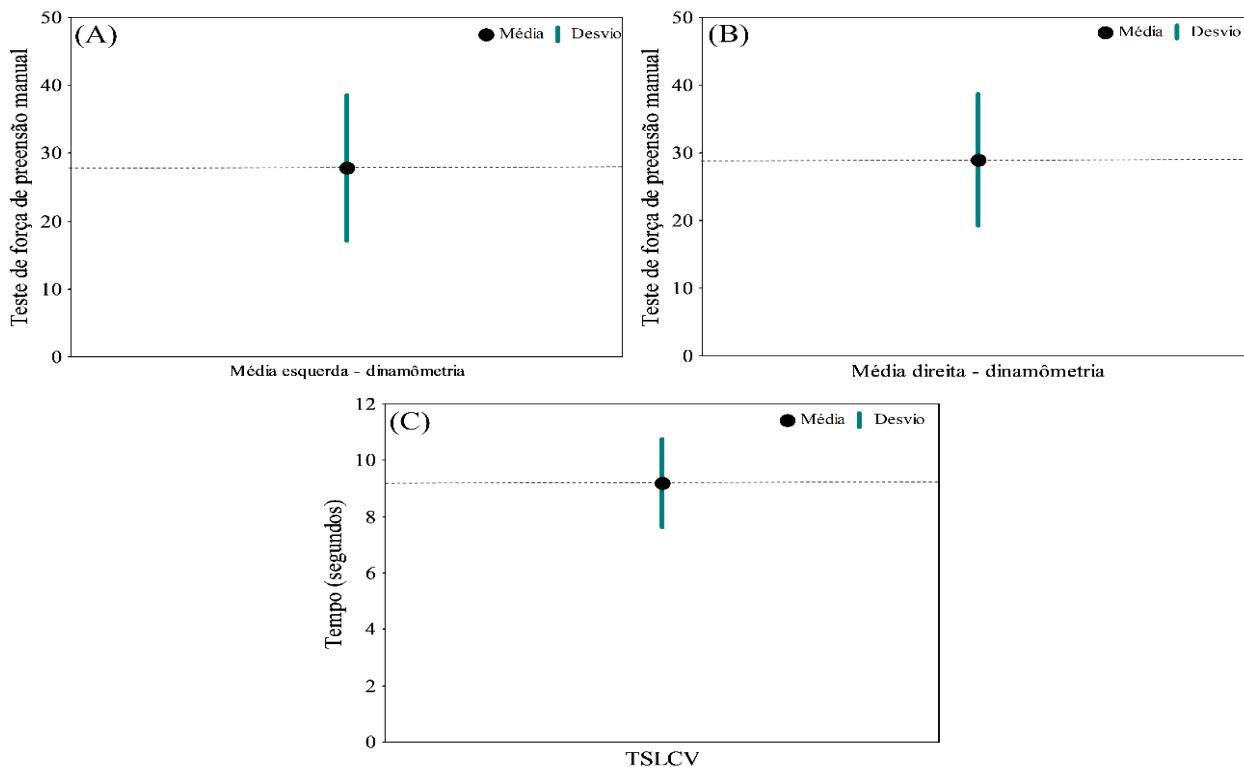 (A)
Média Desvio
Teste de força de preensão manual
50
40
30
20
10
0
Média esquerda - dinamômetria
(B)
Média Desvio
Teste de força de preensão manual
50
40
30
20
10
0
Média direita - dinamômetria
(C)
Média Desvio
Tempo (segundos)
12
10
8
6
4
2
0
TSLCV